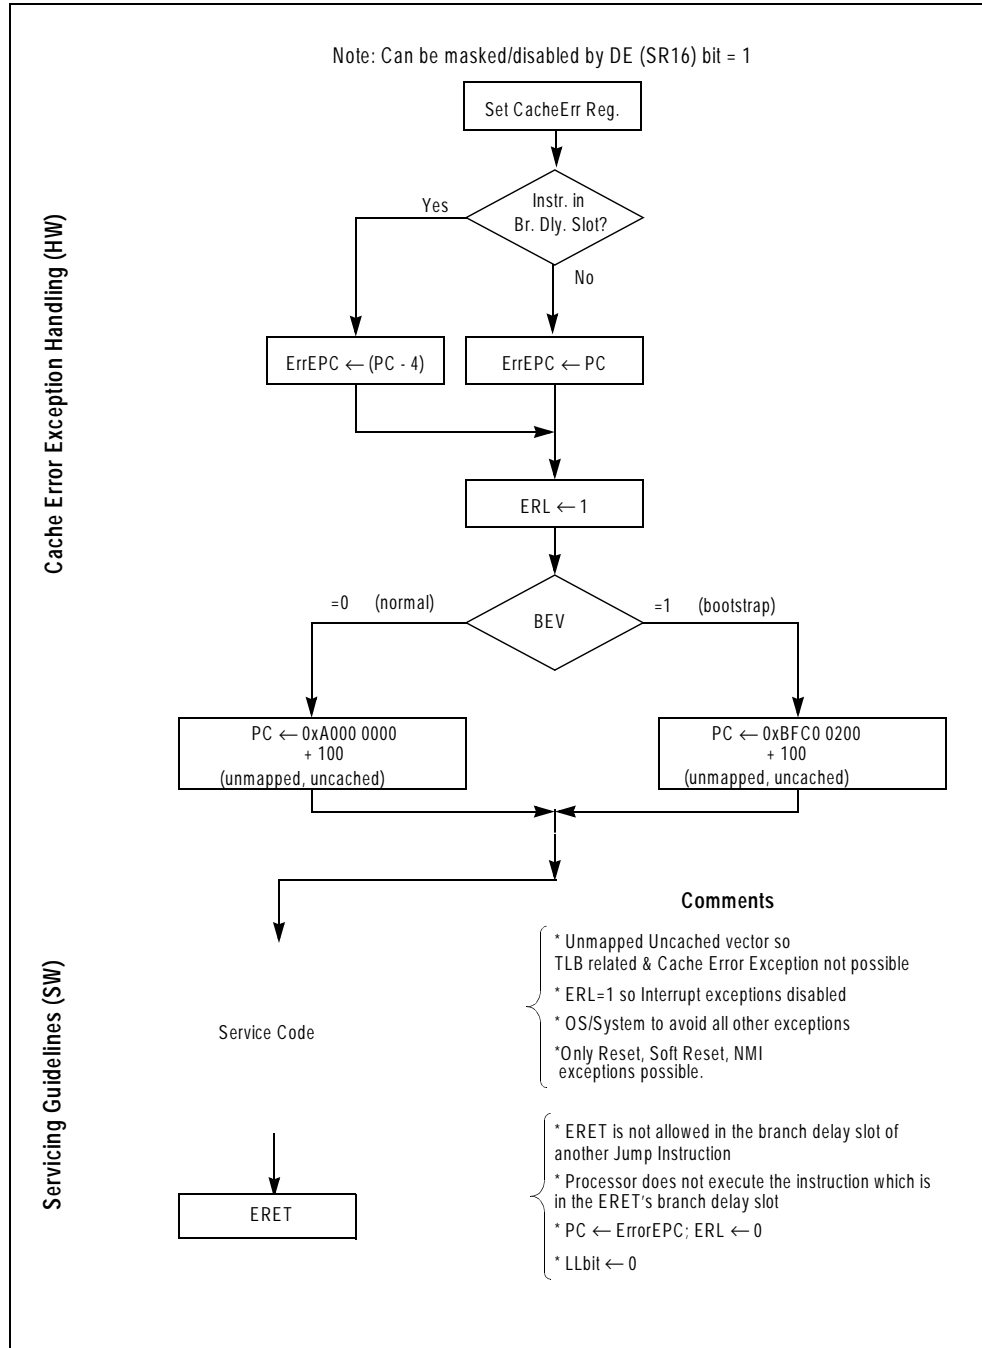 Note: Can be masked/disabled by DE (SR16) bit = 1
Set CacheErr Reg.
Instr. in
Br. Dly. Slot?
Yes
No
ErrEPC ← (PC - 4)
ErrEPC ← PC
ERL ← 1
=0 (normal)
BEV
=1 (bootstrap)
PC ← 0xA000 0000
+ 100
(unmapped, uncached)
PC ← 0xBFC0 0200
+ 100
(unmapped, uncached)
Cache Error Exception Handling (HW)
Comments
* Unmapped Uncached vector so
TLB related & Cache Error Exception not possible
* ERL=1 so Interrupt exceptions disabled
* OS/System to avoid all other exceptions
*Only Reset, Soft Reset, NMI
exceptions possible.
Service Code
* ERET is not allowed in the branch delay slot of
another Jump Instruction
* Processor does not execute the instruction which is
in the ERET's branch delay slot
* PC ← ErrorEPC; ERL ← 0
* LLbit ← 0
ERET
Servicing Guidelines (SW)